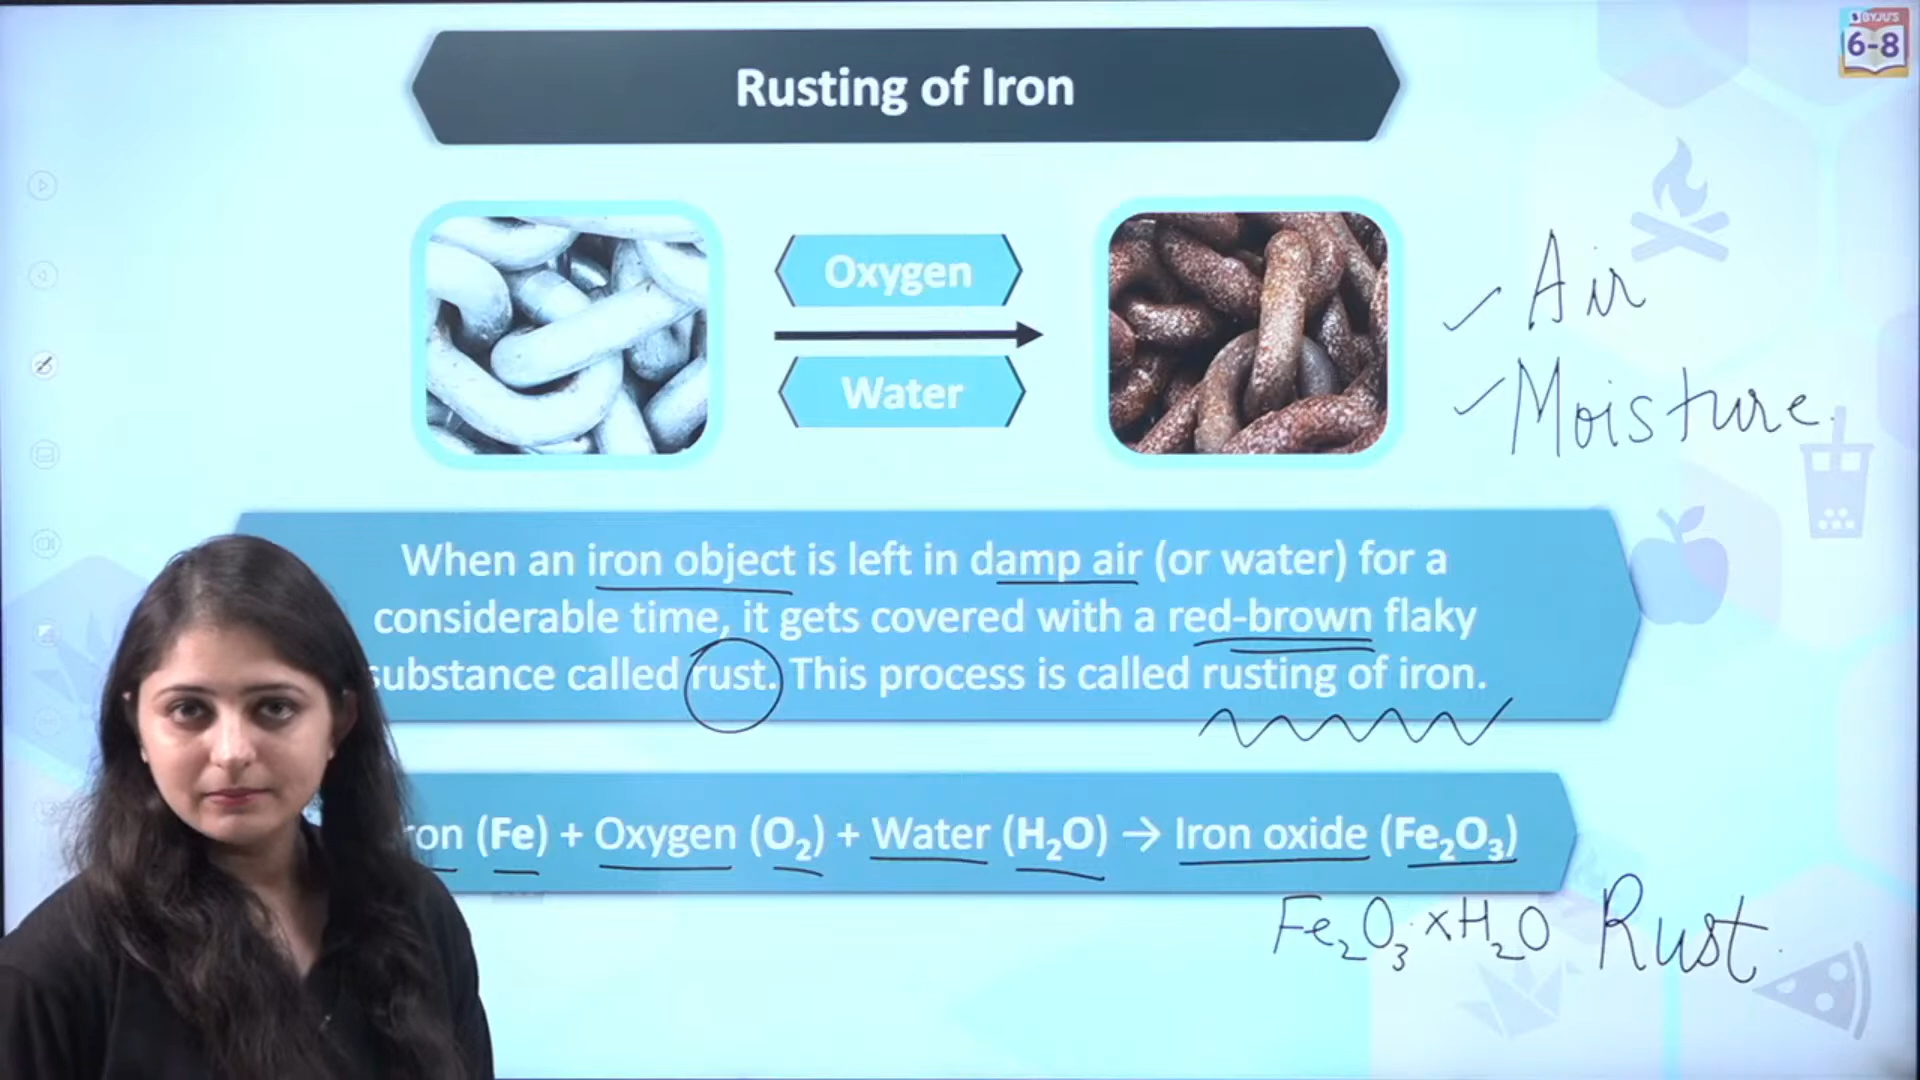 BYJU'S
6-8
Rusting of Iron
Oxygen
Water
Air
Moisture.
When an iron object is left in damp air (or water) for a
considerable time, it gets covered with a red-brown flaky
substance called rust. This process is called rusting of iron.
ron (Fe) + Oxygen (O₂) + Water (H₂O) → Iron oxide (Fe₂O₃)
Fe₂O₃.xH₂O Rust.